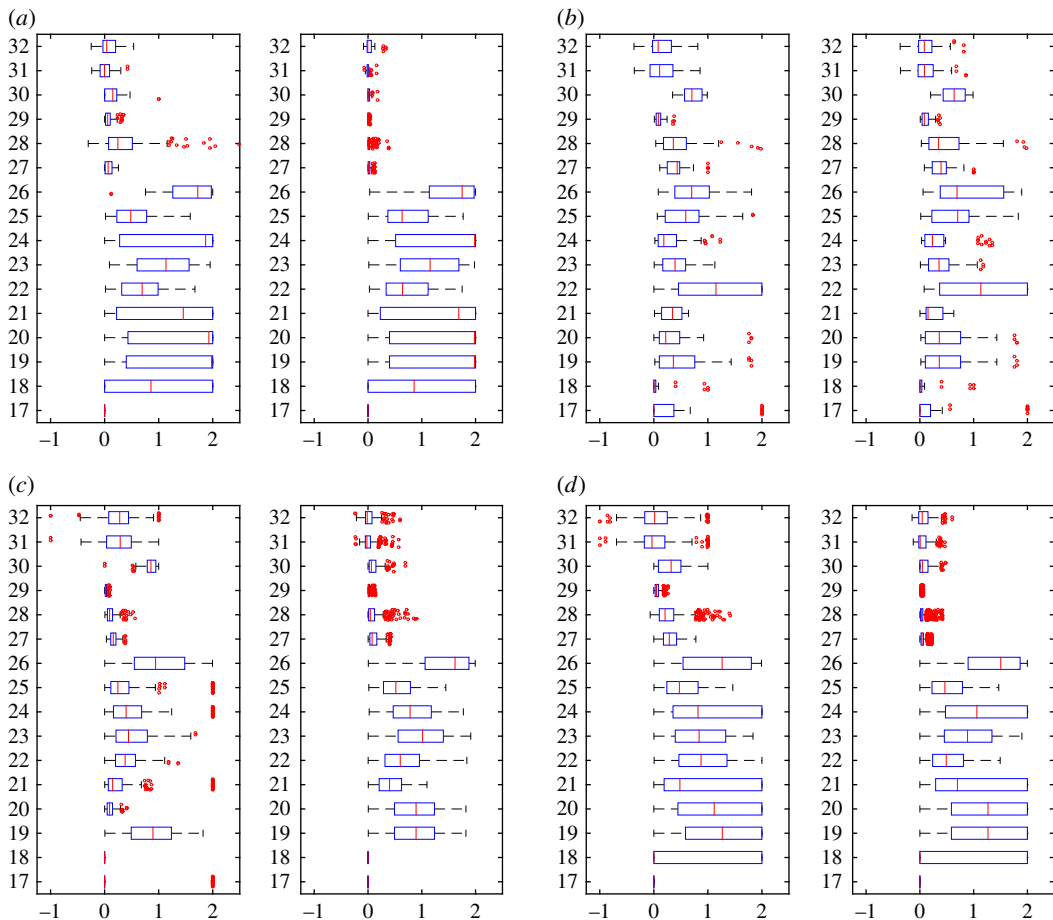 (a) (b)
32 32 32 32
31 31 31 31
30 30 30 30
29 29 29 29
28 28 28 28
27 27 27 27
26 26 26 26
25 25 25 25
24 24 24 24
23 23 23 23
22 22 22 22
21 21 21 21
20 20 20 20
19 19 19 19
18 18 18 18
17 17 17 17
−1 0 1 2 −1 0 1 2 −1 0 1 2 −1 0 1 2
(c) (d)
32 32 32 32
31 31 31 31
30 30 30 30
29 29 29 29
28 28 28 28
27 27 27 27
26 26 26 26
25 25 25 25
24 24 24 24
23 23 23 23
22 22 22 22
21 21 21 21
20 20 20 20
19 19 19 19
18 18 18 18
17 17 17 17
−1 0 1 2 −1 0 1 2 −1 0 1 2 −1 0 1 2